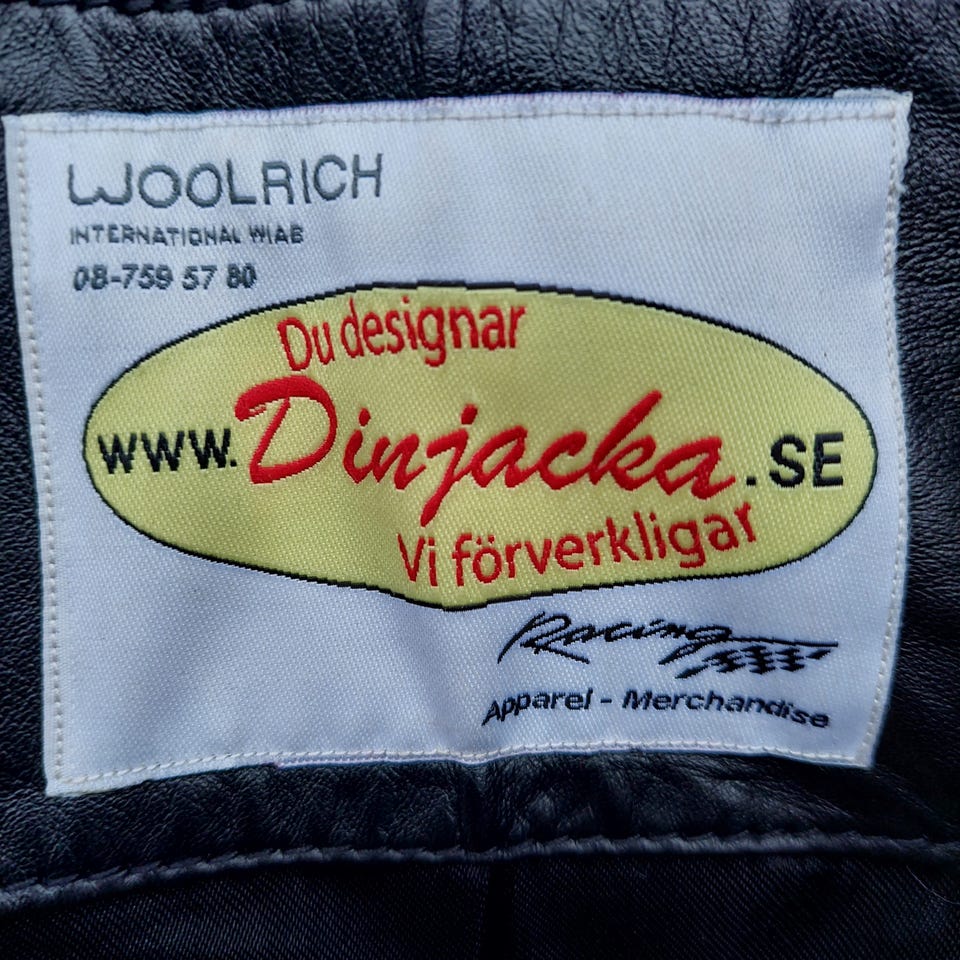 WOOLRICH
INTERNATIONAL WIAB
08-759 57 80
Du designar
www.Dinjacka.SE
Vi förverkligar
Racing
Apparel - Merchandise